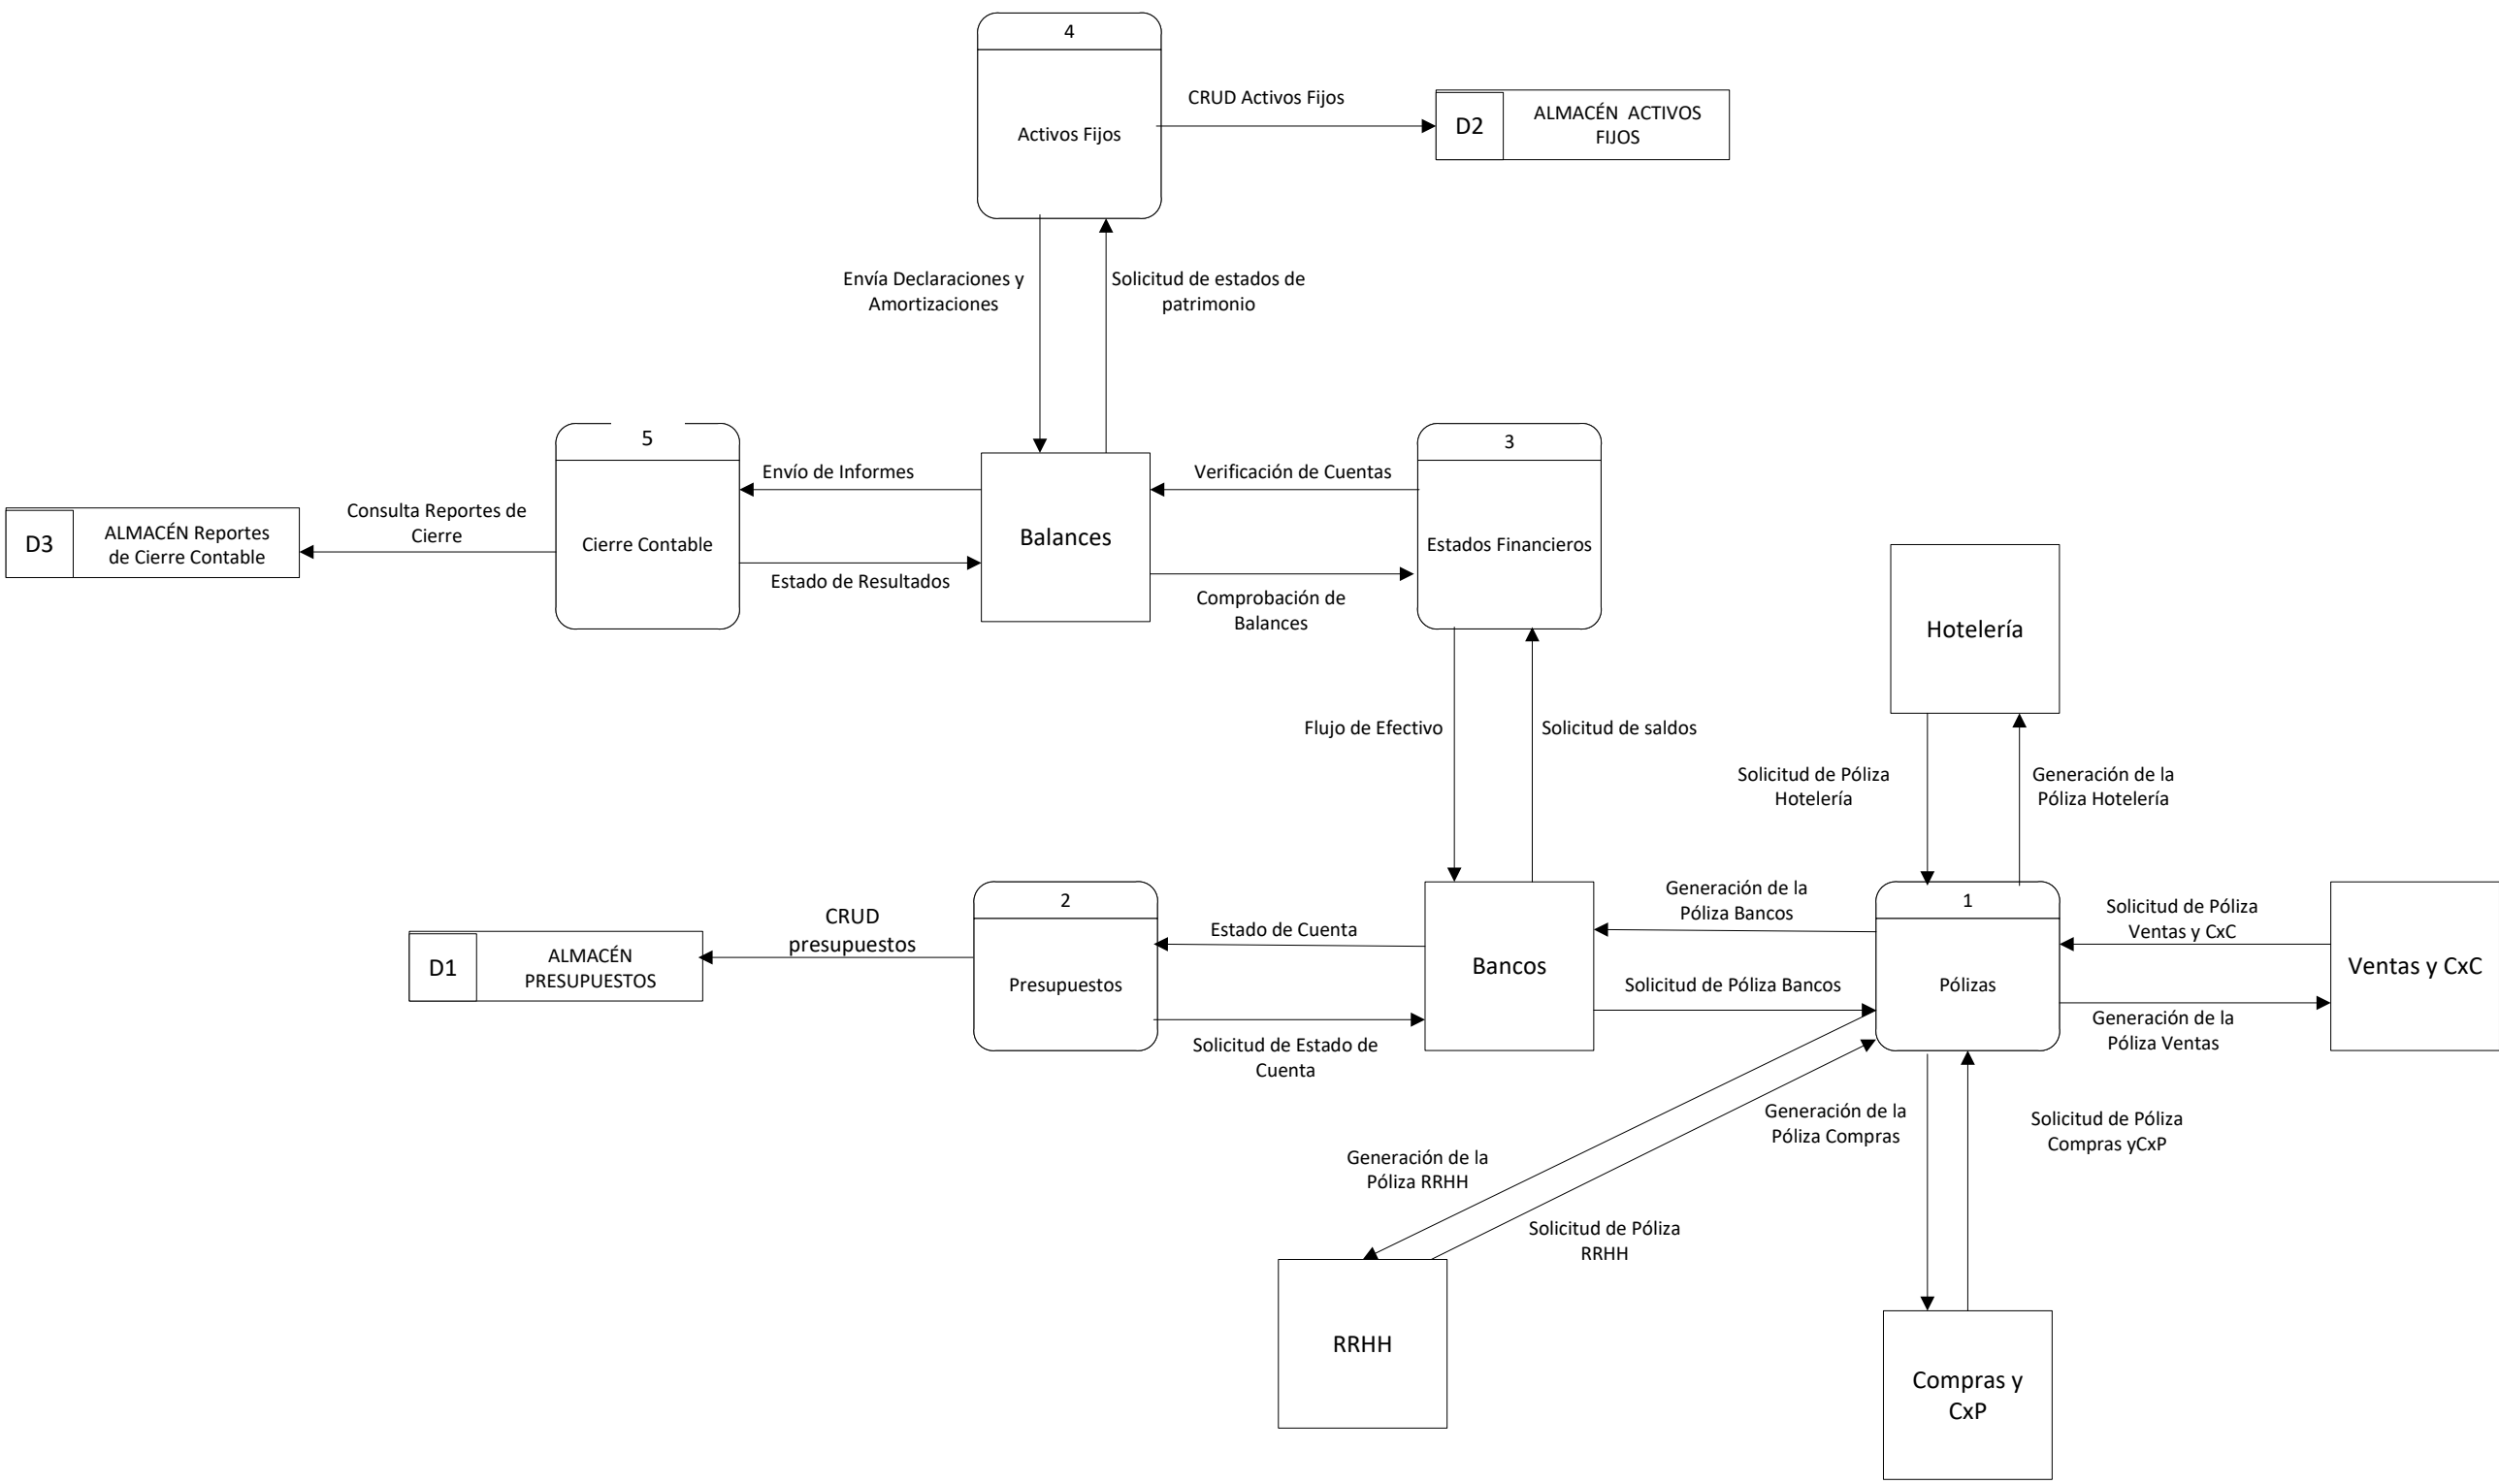 4
Activos Fijos
CRUD Activos Fijos
D2
ALMACÉN  ACTIVOS
FIJOS
Envía Declaraciones y
Amortizaciones
Solicitud de estados de
patrimonio
5
Cierre Contable
Envío de Informes
Estado de Resultados
Balances
Verificación de Cuentas
Comprobación de
Balances
3
Estados Financieros
D3
ALMACÉN Reportes
de Cierre Contable
Consulta Reportes de
Cierre
Hotelería
Flujo de Efectivo
Solicitud de saldos
Solicitud de Póliza
Hotelería
Generación de la
Póliza Hotelería
D1
ALMACÉN
PRESUPUESTOS
CRUD
presupuestos
2
Presupuestos
Estado de Cuenta
Solicitud de Estado de
Cuenta
Bancos
Generación de la
Póliza Bancos
Solicitud de Póliza Bancos
1
Pólizas
Solicitud de Póliza
Ventas y CxC
Generación de la
Póliza Ventas
Ventas y CxC
Generación de la
Póliza RRHH
Solicitud de Póliza
RRHH
Generación de la
Póliza Compras
Solicitud de Póliza
Compras yCxP
RRHH
Compras y
CxP